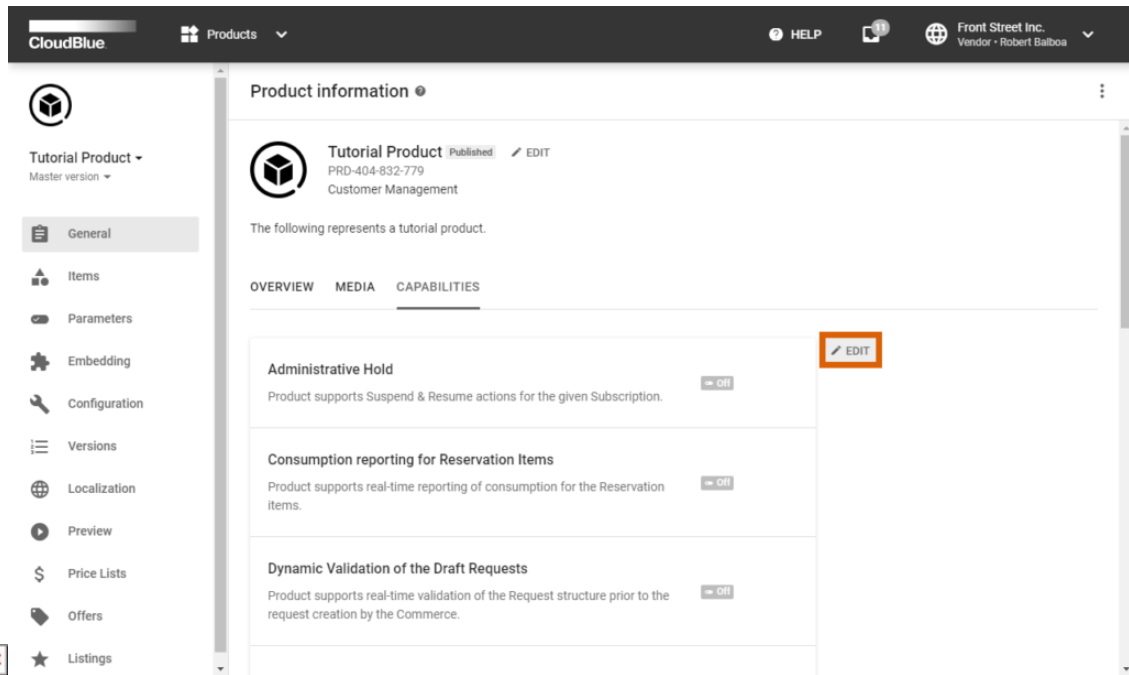 CloudBlue.
Products
HELP
11
Front Street Inc.
Vendor • Robert Balboa
Tutorial Product
Master version
General
Items
Parameters
Embedding
Configuration
Versions
Localization
Preview
Price Lists
Offers
Listings
Product information
Tutorial Product Published EDIT
PRD-404-832-779
Customer Management
The following represents a tutorial product.
OVERVIEW MEDIA CAPABILITIES
EDIT
Administrative Hold
Product supports Suspend & Resume actions for the given Subscription.
Off
Consumption reporting for Reservation Items
Product supports real-time reporting of consumption for the Reservation
items.
Off
Dynamic Validation of the Draft Requests
Product supports real-time validation of the Request structure prior to the
request creation by the Commerce.
Off